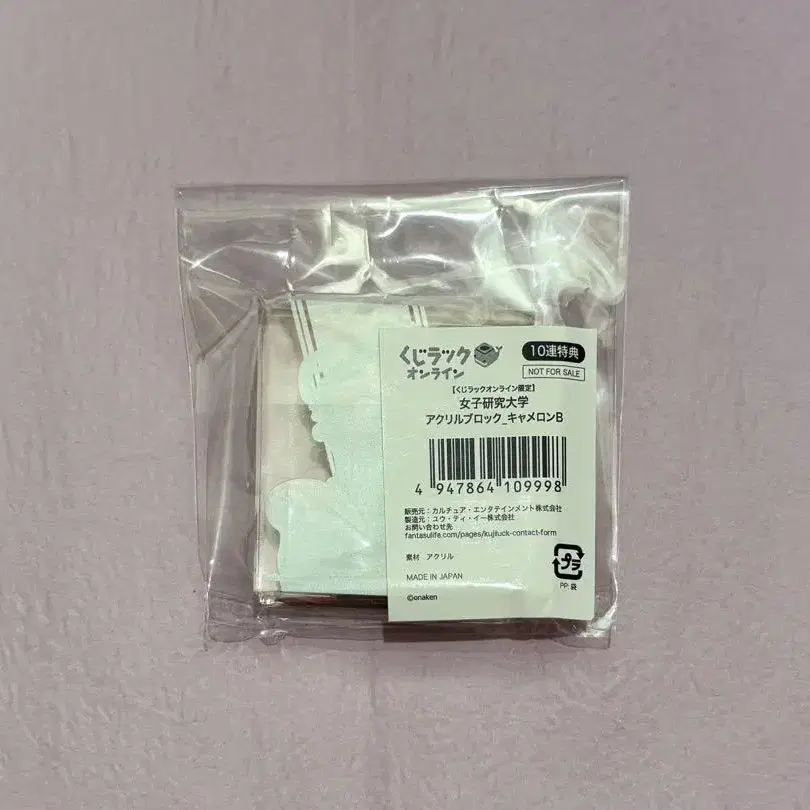 くじラック
オンライン
10連特典
NOT FOR SALE
【くじラックオンライン限定】
女子研究大学
アクリルブロック_キャメロンB
4 947864 109998
販売元：カルチュア・エンタテインメント株式会社
製造元：ユウ・ティ・イー株式会社
お問い合わせ先
fantasulife.com/pages/kujiluck-contact-form
素材　アクリル
プラ
PP: 袋
MADE IN JAPAN
©onaken